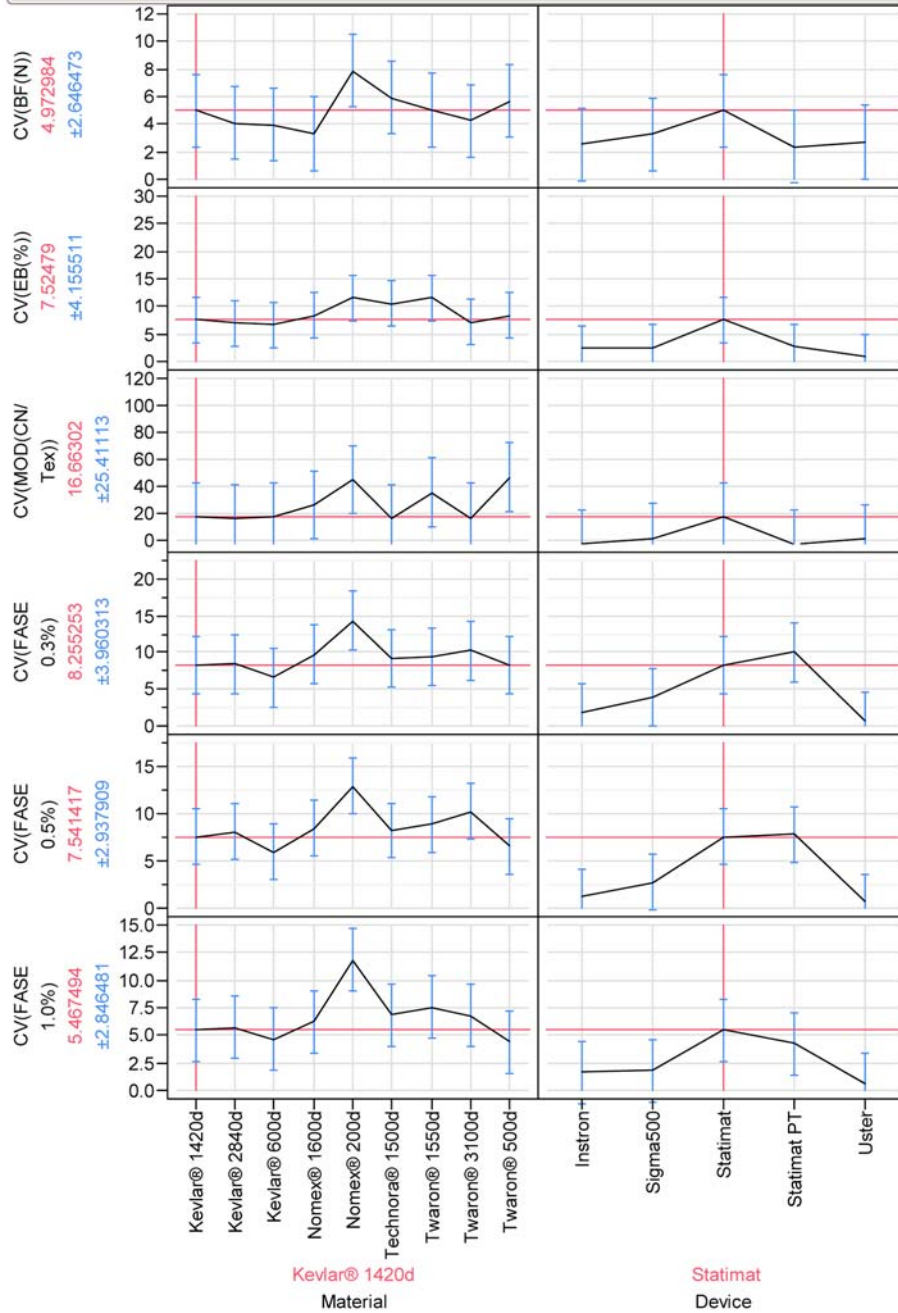 CV(BF(N))
4.972984
±2.646473
12
10
8
6
4
2
0
CV(EB(%))
7.52479
±4.155511
30
25
20
15
10
5
0
CV(MOD(CN/
Tex))
16.66302
±25.41113
120
100
80
60
40
20
0
CV(FASE
0.3%)
8.255253
±3.960313
20
15
10
5
0
CV(FASE
0.5%)
7.541417
±2.937909
15
10
5
0
CV(FASE
1.0%)
5.467494
±2.846481
15.0
12.5
10.0
7.5
5.0
2.5
0.0
Kevlar® 1420d
Kevlar® 2840d
Kevlar® 600d
Nomex® 1600d
Nomex® 200d
Technora® 1500d
Twaron® 1550d
Twaron® 3100d
Twaron® 500d
Instron
Sigma500
Statimat
Statimat PT
Uster
Kevlar® 1420d
Statimat
Material
Device